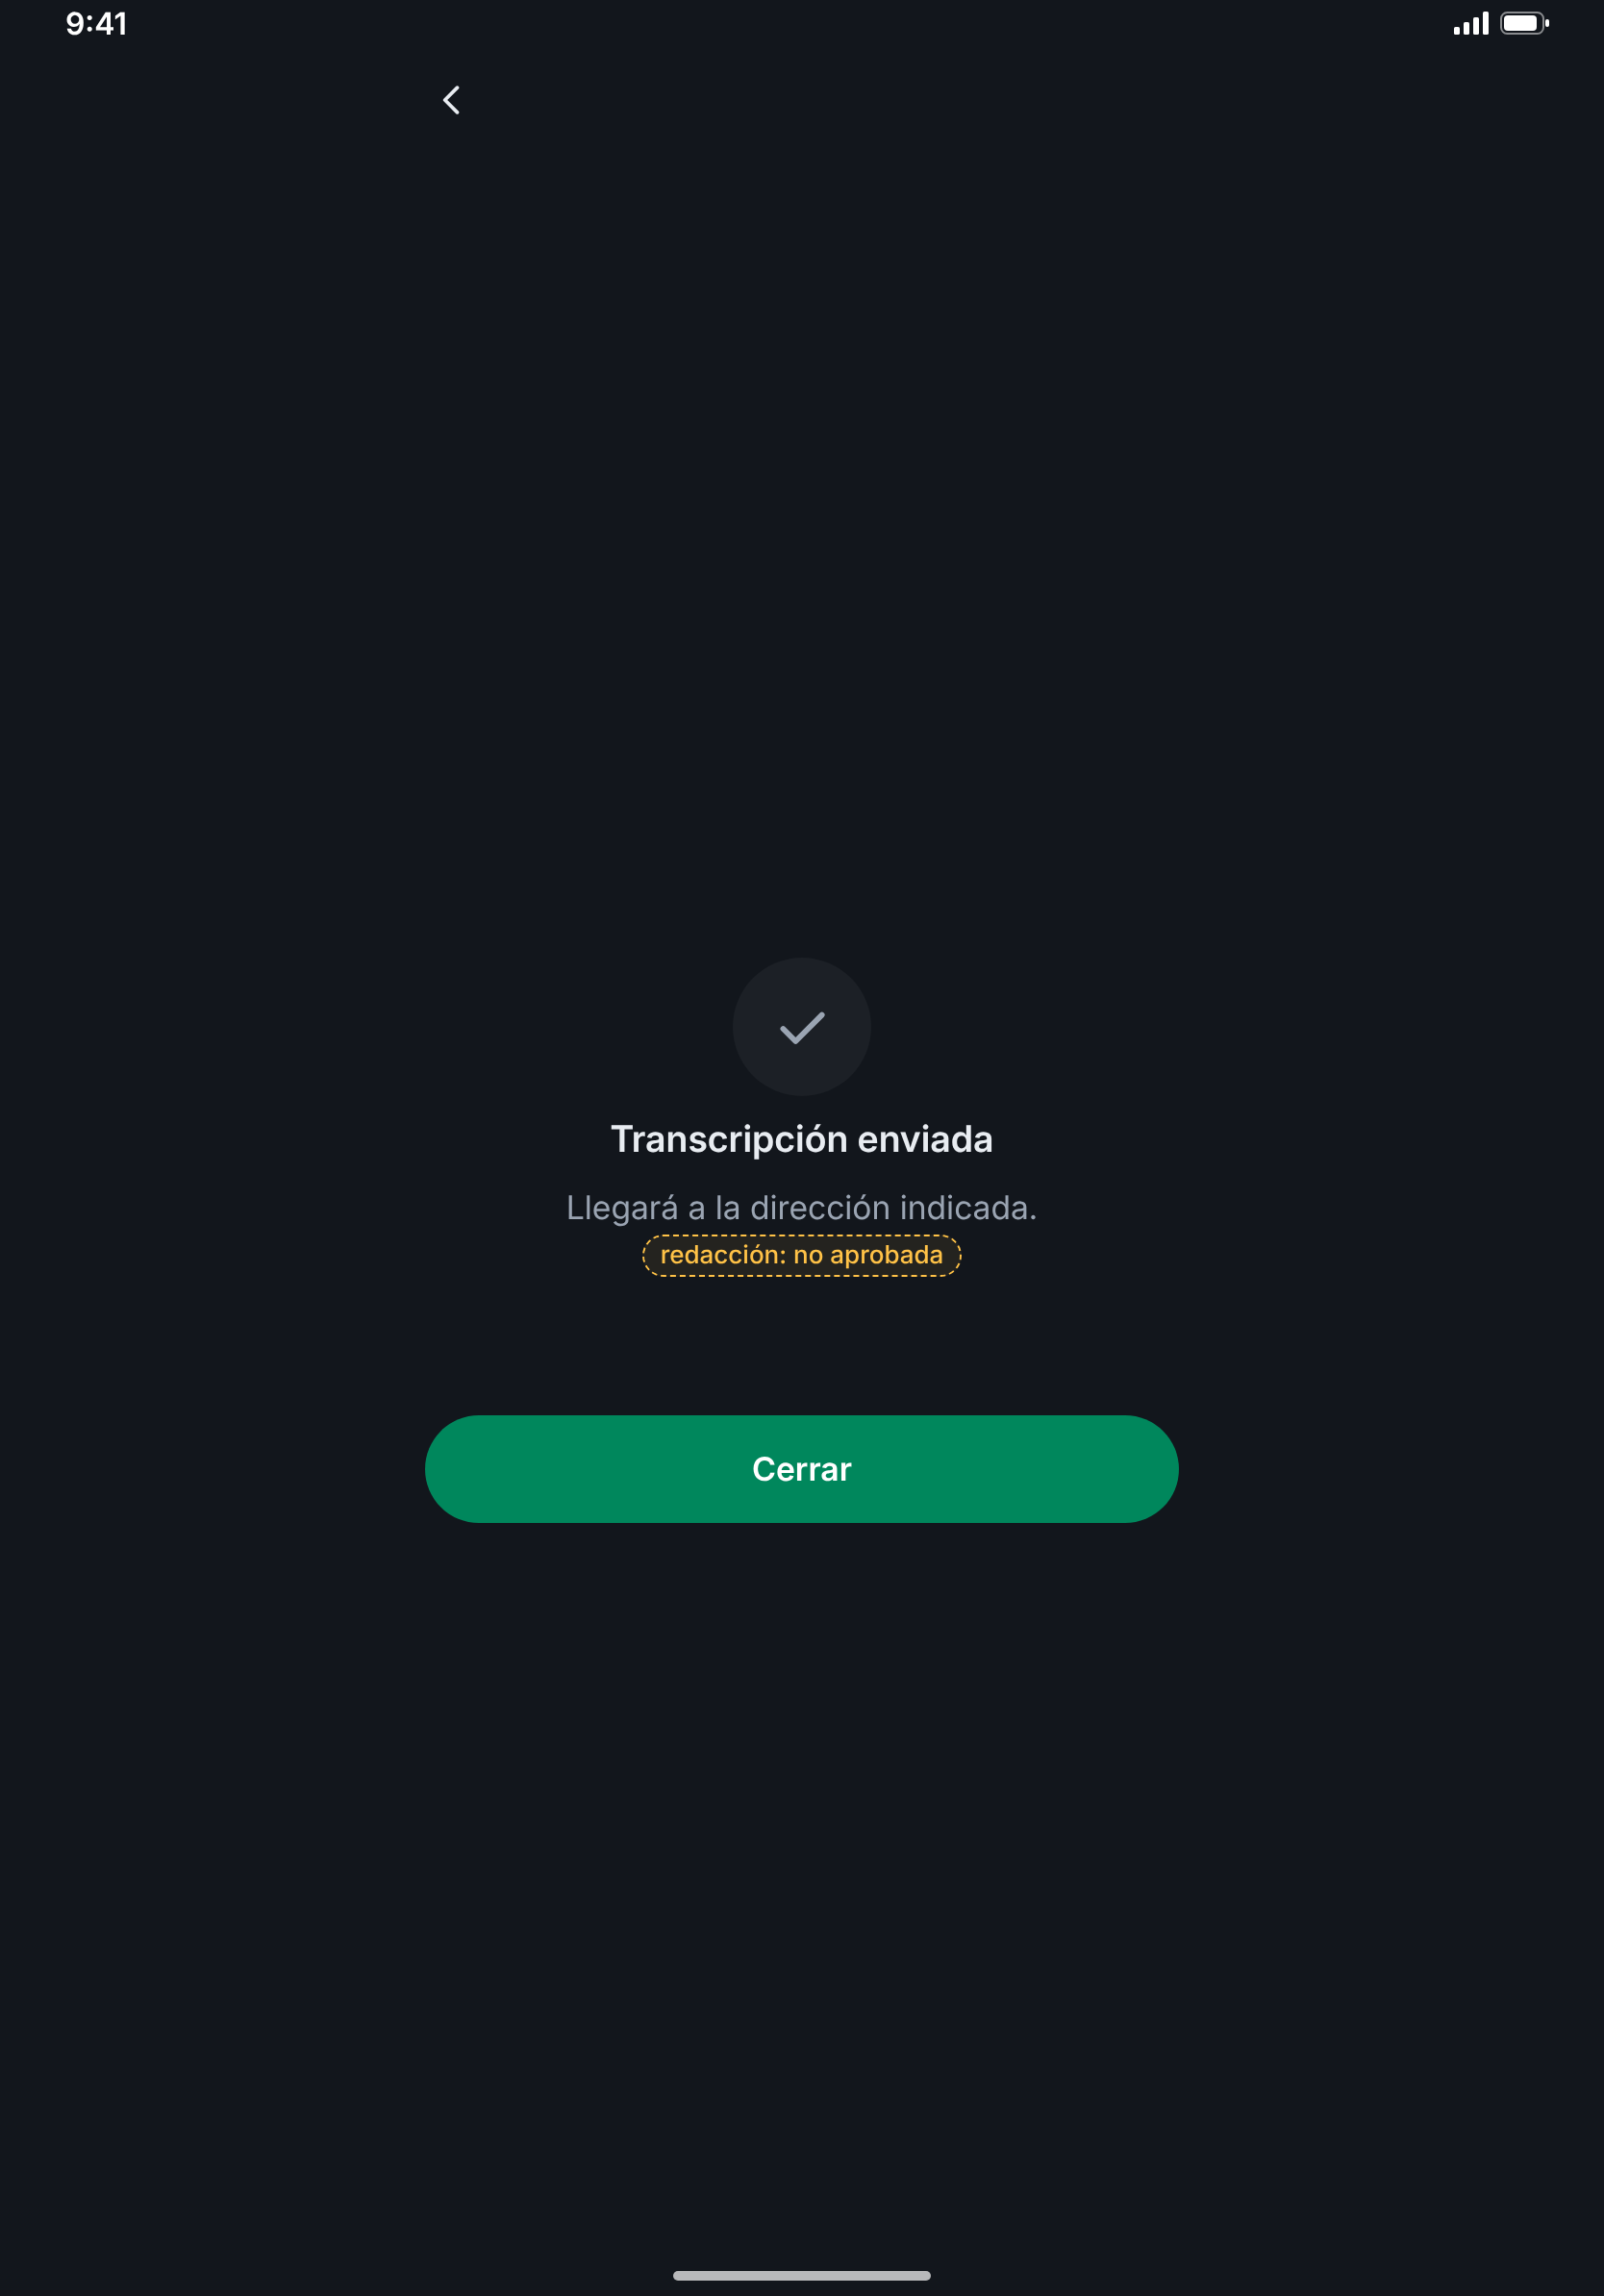 9:41
Transcripción enviada
Llegará a la dirección indicada.
redacción: no aprobada
Cerrar